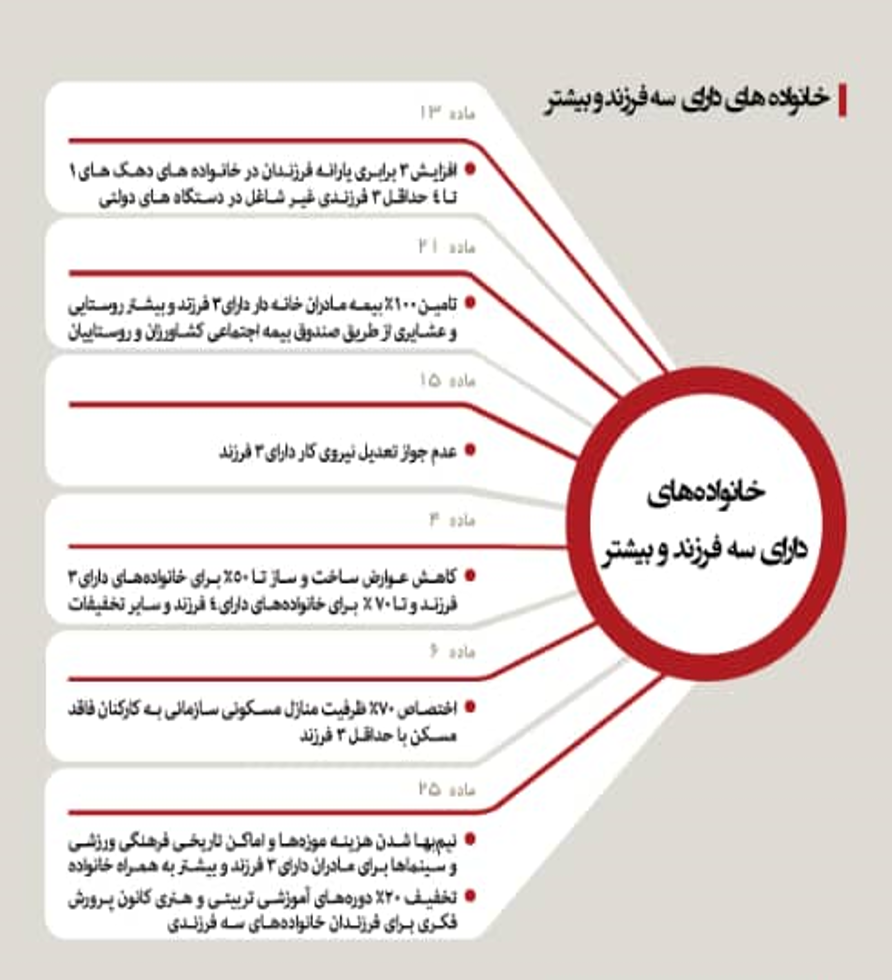 خانواده های دارای سه فرزند و بیشتر
ماده ۱۳
افزایش ۳ برابری یارانه فرزندان در خانواده های دهک های ۱
تا ٤ حداقل ۳ فرزندی غیر شاغل در دستگاه های دولتی
ماده ۲۱
تامین ۱۰۰٪ بیمه مادران خانه دار دارای ۳ فرزند و بیشتر روستایی
و عشایری از طریق صندوق بیمه اجتماعی کشاورزان و روستاییان
ماده ۱۵
عدم جواز تعدیل نیروی کار دارای ۳ فرزند
ماده ۴
کاهش عوارض ساخت و ساز تا ۵۰٪ برای خانواده‌های دارای ۳
فرزند و تا ۷۰ ٪ برای خانواده‌های دارای ٤ فرزند و سایر تخفیفات
ماده ۶
اختصاص ۷۰٪ ظرفیت منازل مسکونی سازمانی به کارکنان فاقد
مسکن با حداقل ۳ فرزند
ماده ۲۵
نیم‌بها شدن هزینه موزه‌ها و اماکن تاریخی فرهنگی ورزشی
و سینماها برای مادران دارای ۳ فرزند و بیشتر به همراه خانواده
تخفیف ۲۰٪ دوره‌های آموزشی تربیتی و هنری کانون پرورش
فکری برای فرزندان خانواده‌های سه فرزندی
خانواده‌های
دارای سه فرزند و بیشتر